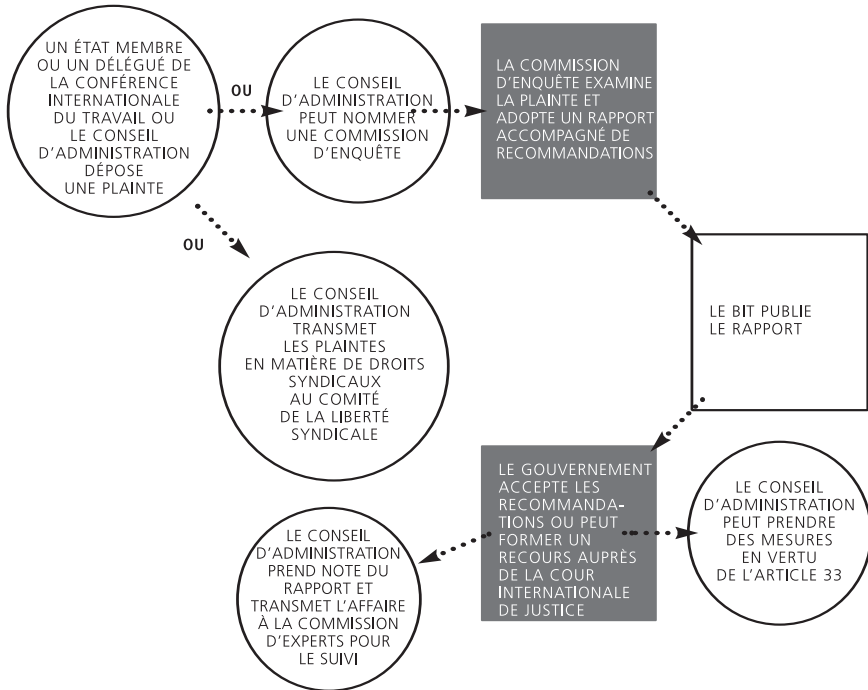 UN ÉTAT MEMBRE
OU UN DÉLÉGUÉ DE
LA CONFÉRENCE
INTERNATIONALE
DU TRAVAIL OU
LE CONSEIL
D'ADMINISTRATION
DÉPOSE
UNE PLAINTE
OU
LE CONSEIL
D'ADMINISTRATION
PEUT NOMMER
UNE COMMISSION
D'ENQUÊTE
LA COMMISSION
D'ENQUÊTE EXAMINE
LA PLAINTE ET
ADOPTE UN RAPPORT
ACCOMPAGNÉ DE
RECOMMANDATIONS
OU
LE CONSEIL
D'ADMINISTRATION
TRANSMET
LES PLAINTES
EN MATIÈRE DE DROITS
SYNDICAUX
AU COMITÉ
DE LA LIBERTÉ
SYNDICALE
LE BIT PUBLIE
LE RAPPORT
LE GOUVERNEMENT
ACCEPTE LES
RECOMMANDA-
TIONS OU PEUT
FORMER UN
RECOURS AUPRÈS
DE LA COUR
INTERNATIONALE
DE JUSTICE
LE CONSEIL
D'ADMINISTRATION
PEUT PRENDRE
DES MESURES
EN VERTU
DE L'ARTICLE 33
LE CONSEIL
D'ADMINISTRATION
PREND NOTE DU
RAPPORT ET
TRANSMET L'AFFAIRE
À LA COMMISSION
D'EXPERTS POUR
LE SUIVI